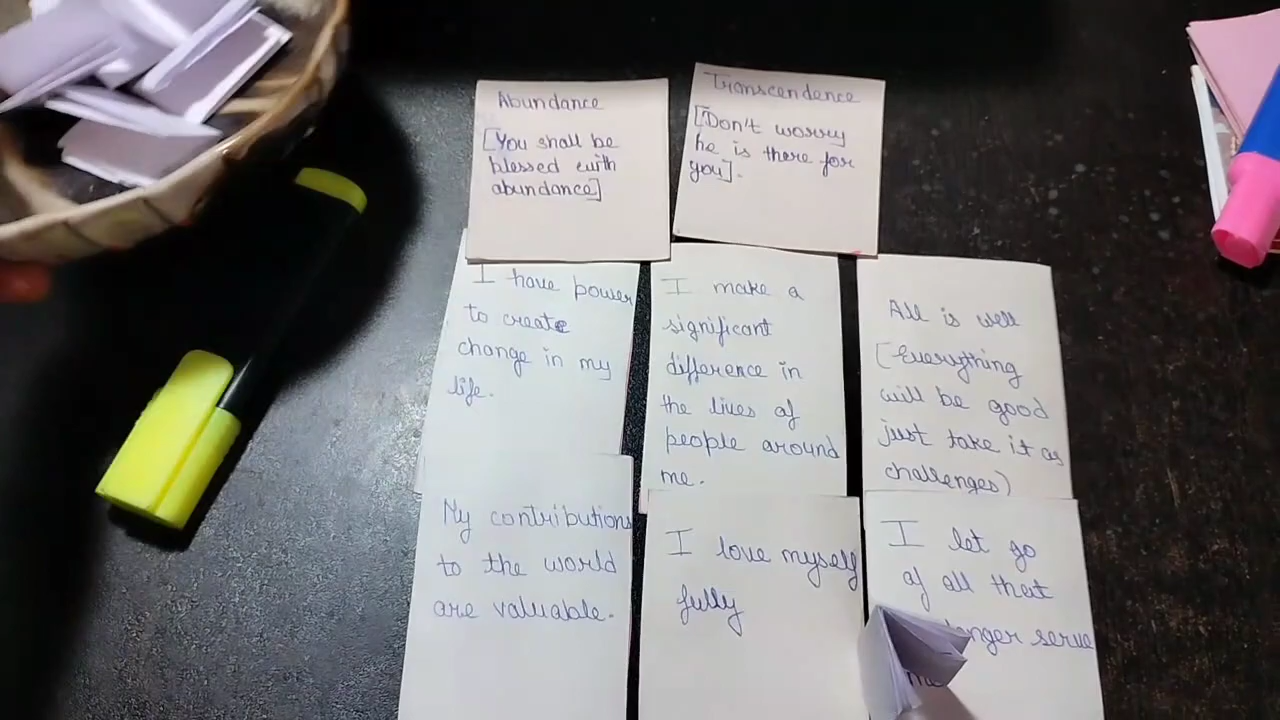 Abundance
[You shall be
blessed with
abundance]
Transcendence
[Don't worry
he is there for
you].
I have power
to create
change in my
life.
I make a
significant
difference in
the lives of
people around
me.
All is well
(Everything
will be good
just take it as
challenges)
My contributions
to the world
are valuable.
I love myself
fully
I let go
of all that
longer serve
me